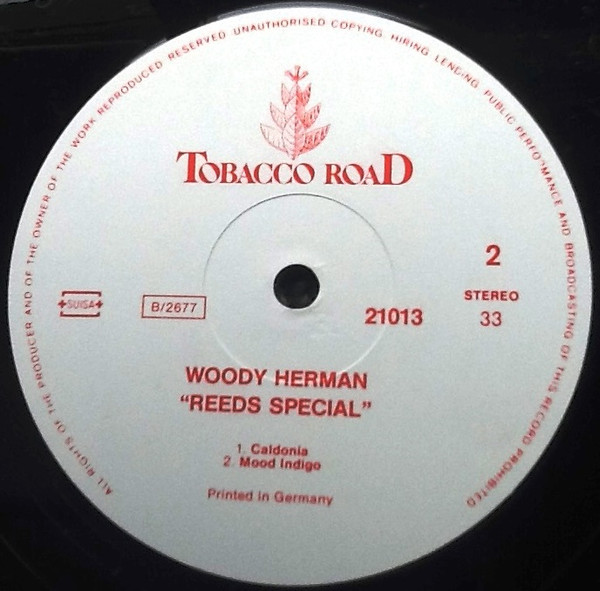 ALL RIGHTS OF THE PRODUCER AND OF THE OWNER OF THE WORK REPRODUCED RESERVED UNAUTHORISED COPYING, HIRING, LENDING, PUBLIC PERFORMANCE AND BROADCASTING OF THIS RECORD PROHIBITED
TOBACCO ROAD
2
SUISA
B/2677
21013
STEREO
33
WOODY HERMAN
“REEDS SPECIAL”
1. Caldonia
2. Mood Indigo
Printed in Germany